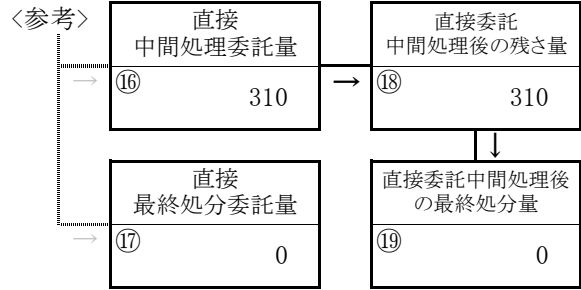 〈参考〉
直接
中間処理委託量
→
⑯
310
→
直接委託
中間処理後の残さ量
⑱
310
↓
直接
最終処分委託量
→
⑰
0
直接委託中間処理後
の最終処分量
⑲
0